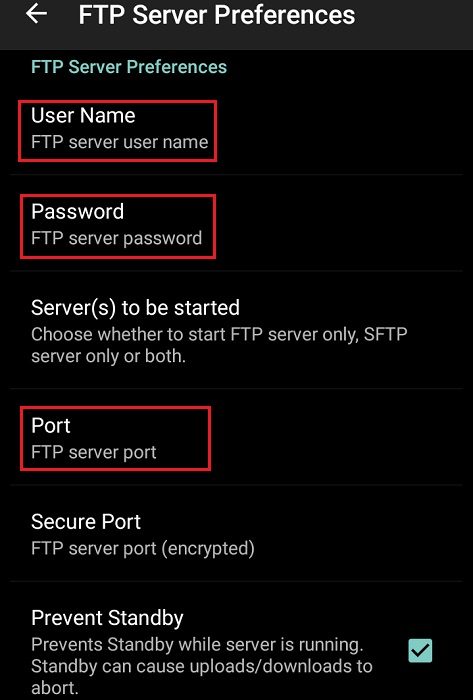 FTP Server Preferences
FTP Server Preferences
User Name
FTP server user name
Password
FTP server password
Server(s) to be started
Choose whether to start FTP server only, SFTP
server only or both.
Port
FTP server port
Secure Port
FTP server port (encrypted)
Prevent Standby
Prevents Standby while server is running.
Standby can cause uploads/downloads to
abort.